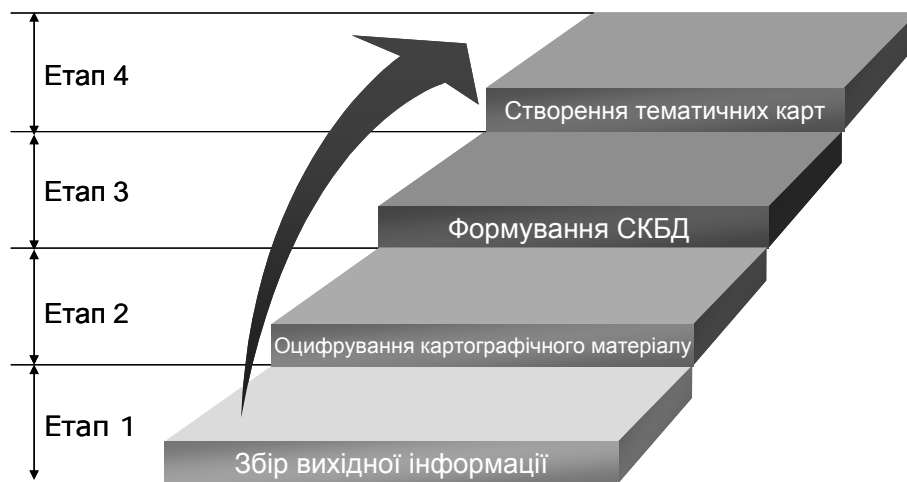 Етап 4
Створення тематичних карт
Етап 3
Формування СКБД
Етап 2
Оцифрування картографічного матеріалу
Етап 1
Збір вихідної інформації